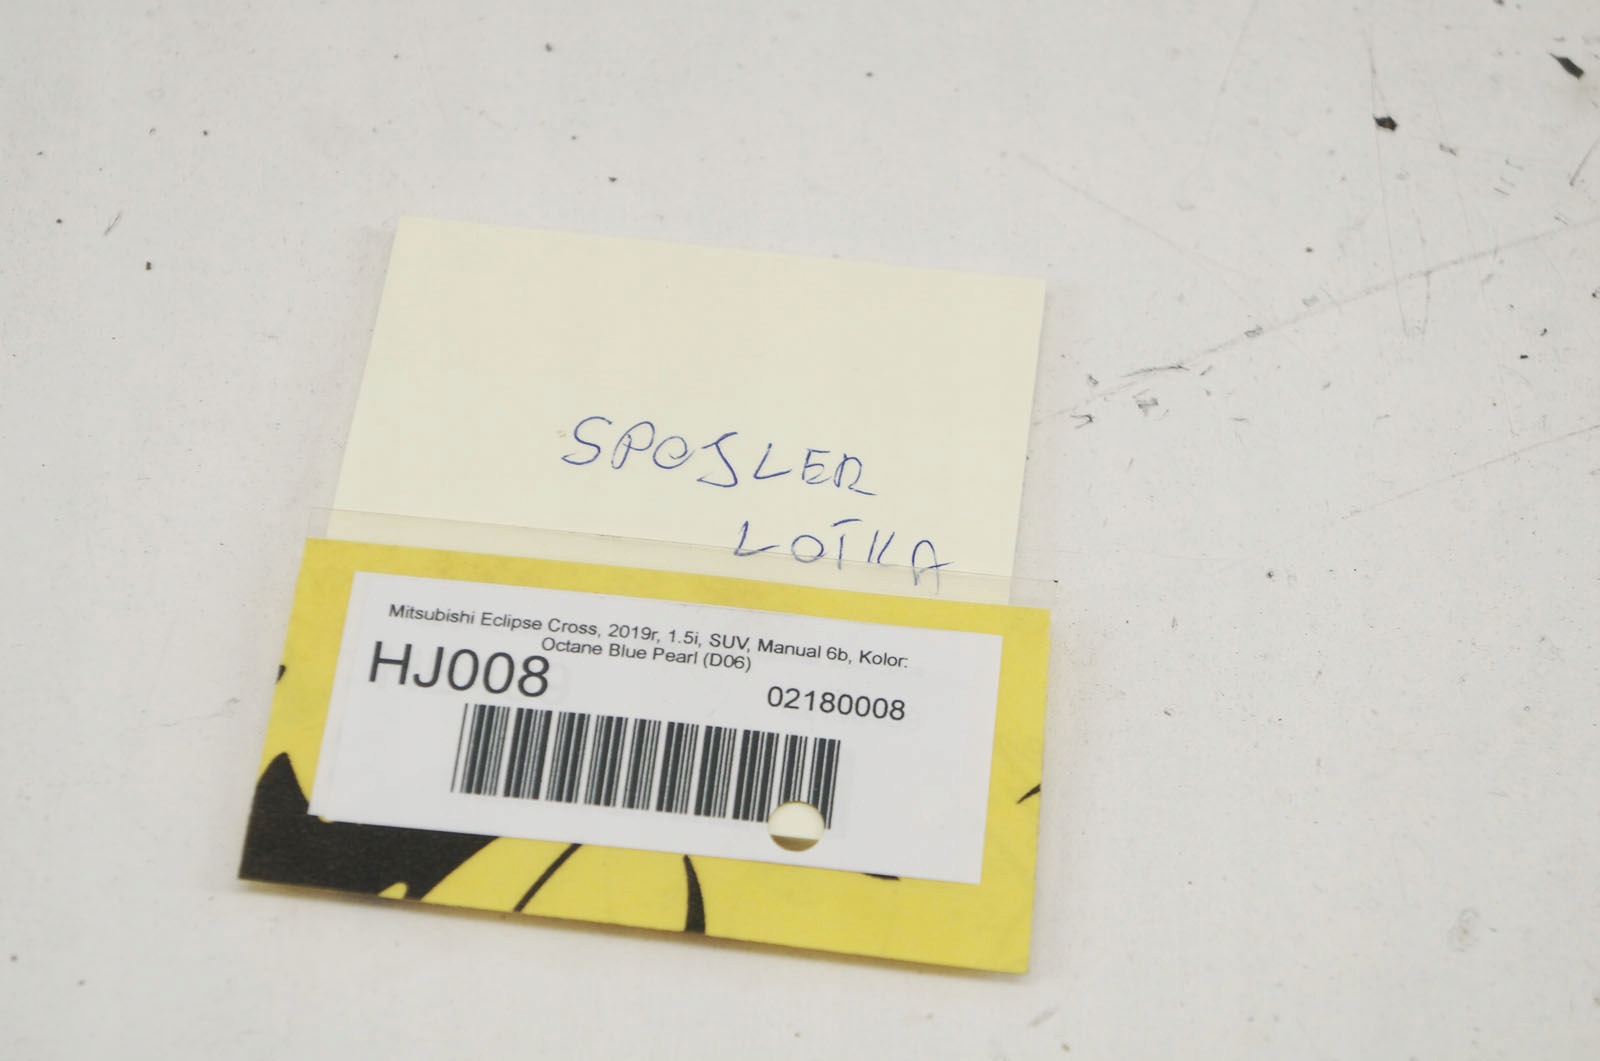 SPOJLER
LOTKA
Mitsubishi Eclipse Cross, 2019r, 1.5i, SUV, Manual 6b, Kolor:
Octane Blue Pearl (D06)
HJ008
02180008